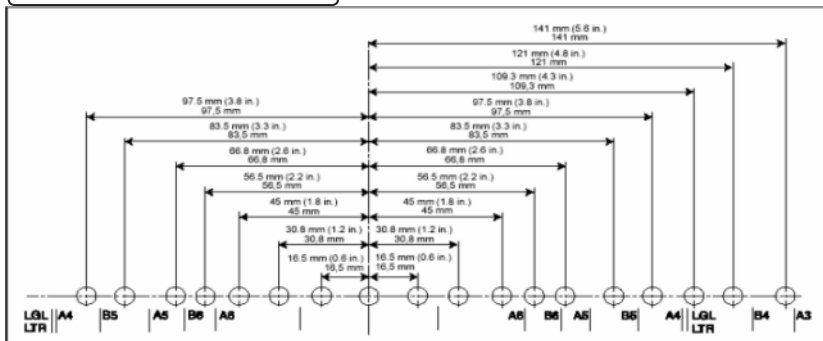 141 mm (5.6 in.)
141 mm
121 mm (4.8 in.)
121 mm
109.3 mm (4.3 in.)
109,3 mm
97.5 mm (3.8 in.)
97,5 mm
97.5 mm (3.8 in.)
97,5 mm
83.5 mm (3.3 in.)
83,5 mm
83.5 mm (3.3 in.)
83,5 mm
66.8 mm (2.6 in.)
66,8 mm
66.8 mm (2.6 in.)
66,8 mm
56.5 mm (2.2 in.)
56,5 mm
56.5 mm (2.2 in.)
56,5 mm
45 mm (1.8 in.)
45 mm
45 mm (1.8 in.)
45 mm
30.8 mm (1.2 in.)
30,8 mm
30.8 mm (1.2 in.)
30,8 mm
16.5 mm (0.6 in.)
16,5 mm
16.5 mm (0.6 in.)
16,5 mm
LGL A4 B5 A5 B6 A6 A6 B6 A5 B5 A4 LGL B4 A3
LTR LTR